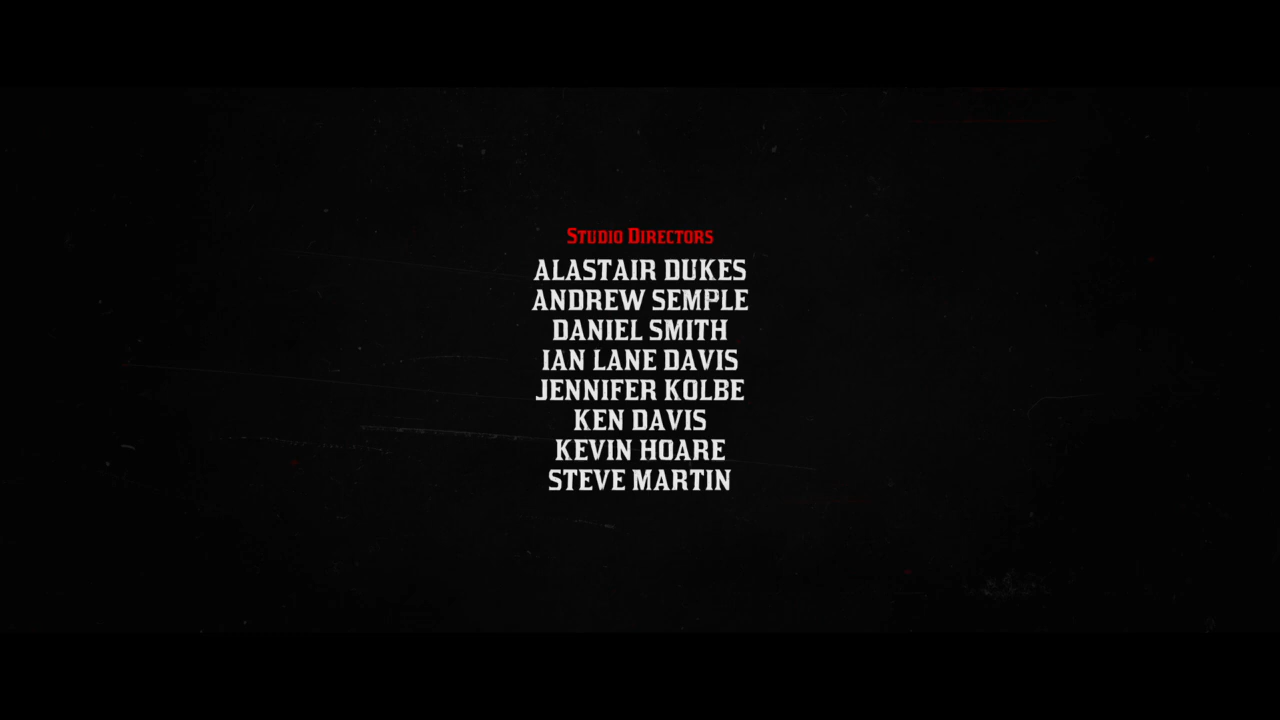 Studio Directors
ALASTAIR DUKES
ANDREW SEMPLE
DANIEL SMITH
IAN LANE DAVIS
JENNIFER KOLBE
KEN DAVIS
KEVIN HOARE
STEVE MARTIN